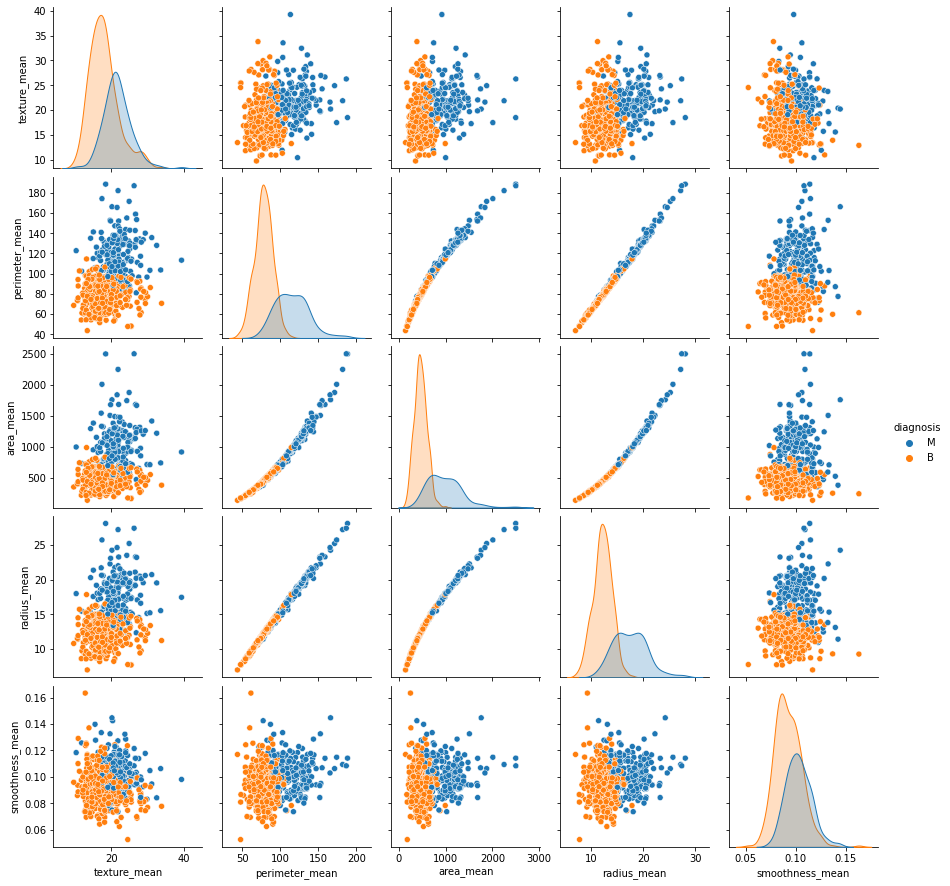 texture_mean
40
35
30
25
20
15
10
perimeter_mean
180
160
140
120
100
80
60
40
area_mean
2500
2000
1500
1000
500
diagnosis
M
B
radius_mean
25
20
15
10
smoothness_mean
0.16
0.14
0.12
0.10
0.08
0.06
20 40
50 100 150 200
0 1000 2000 3000
10 20 30
0.05 0.10 0.15
texture_mean
perimeter_mean
area_mean
radius_mean
smoothness_mean